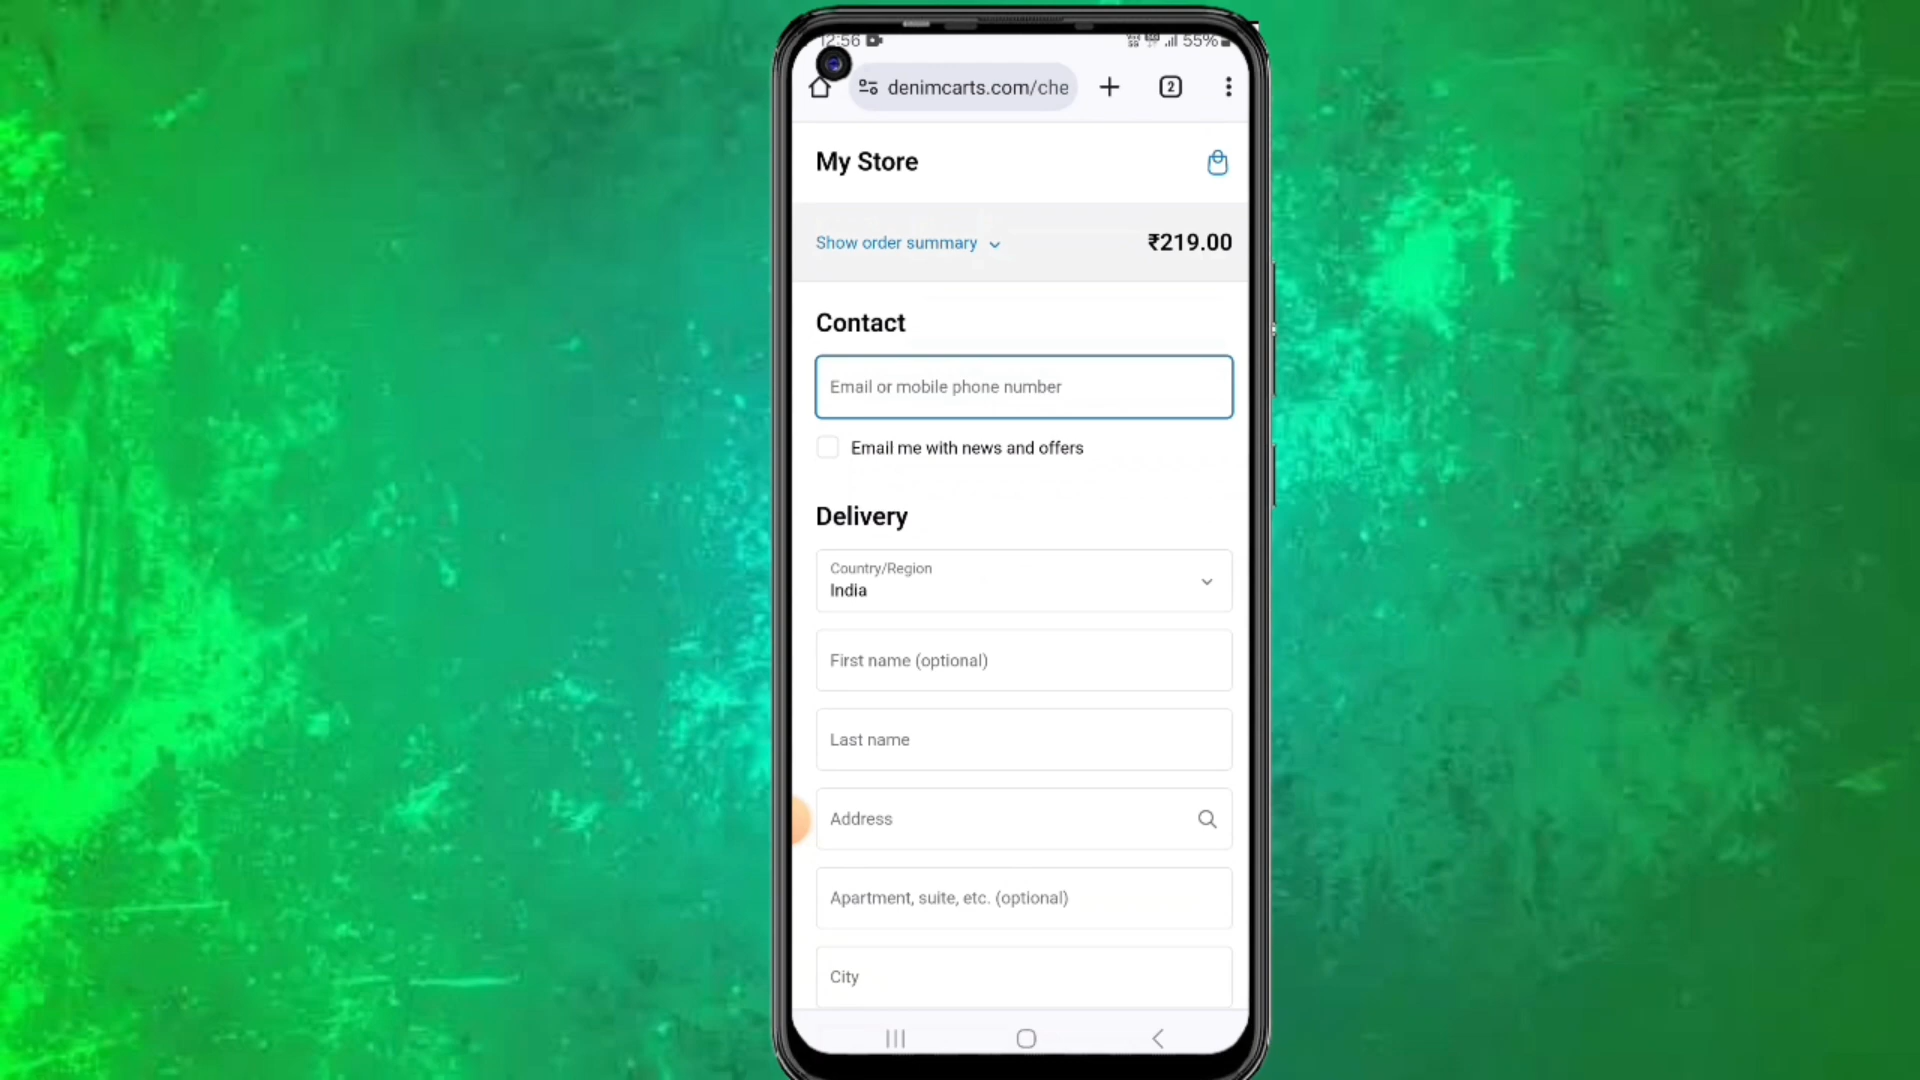 12:56 55%
denimcarts.com/che 2
My Store
Show order summary ₹219.00
Contact
Email or mobile phone number
Email me with news and offers
Delivery
Country/Region
India
First name (optional)
Last name
Address
Apartment, suite, etc. (optional)
City